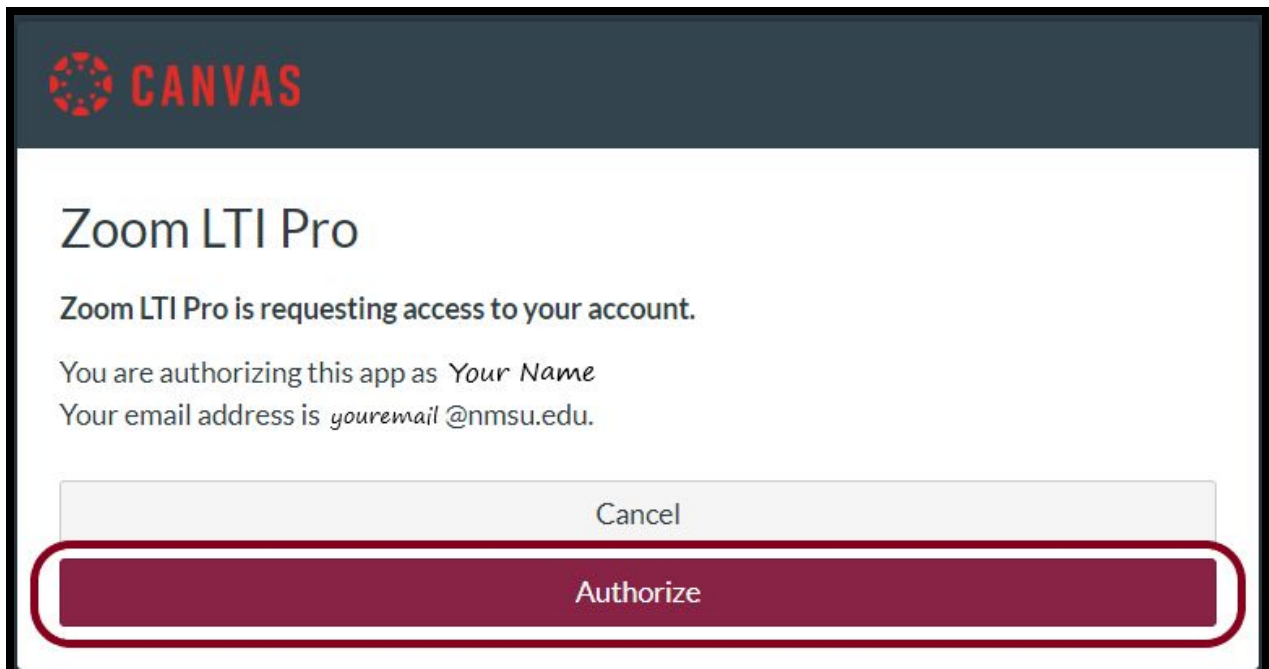 CANVAS
Zoom LTI Pro
Zoom LTI Pro is requesting access to your account.
You are authorizing this app as Your Name
Your email address is youremail @nmsu.edu.
Cancel
Authorize